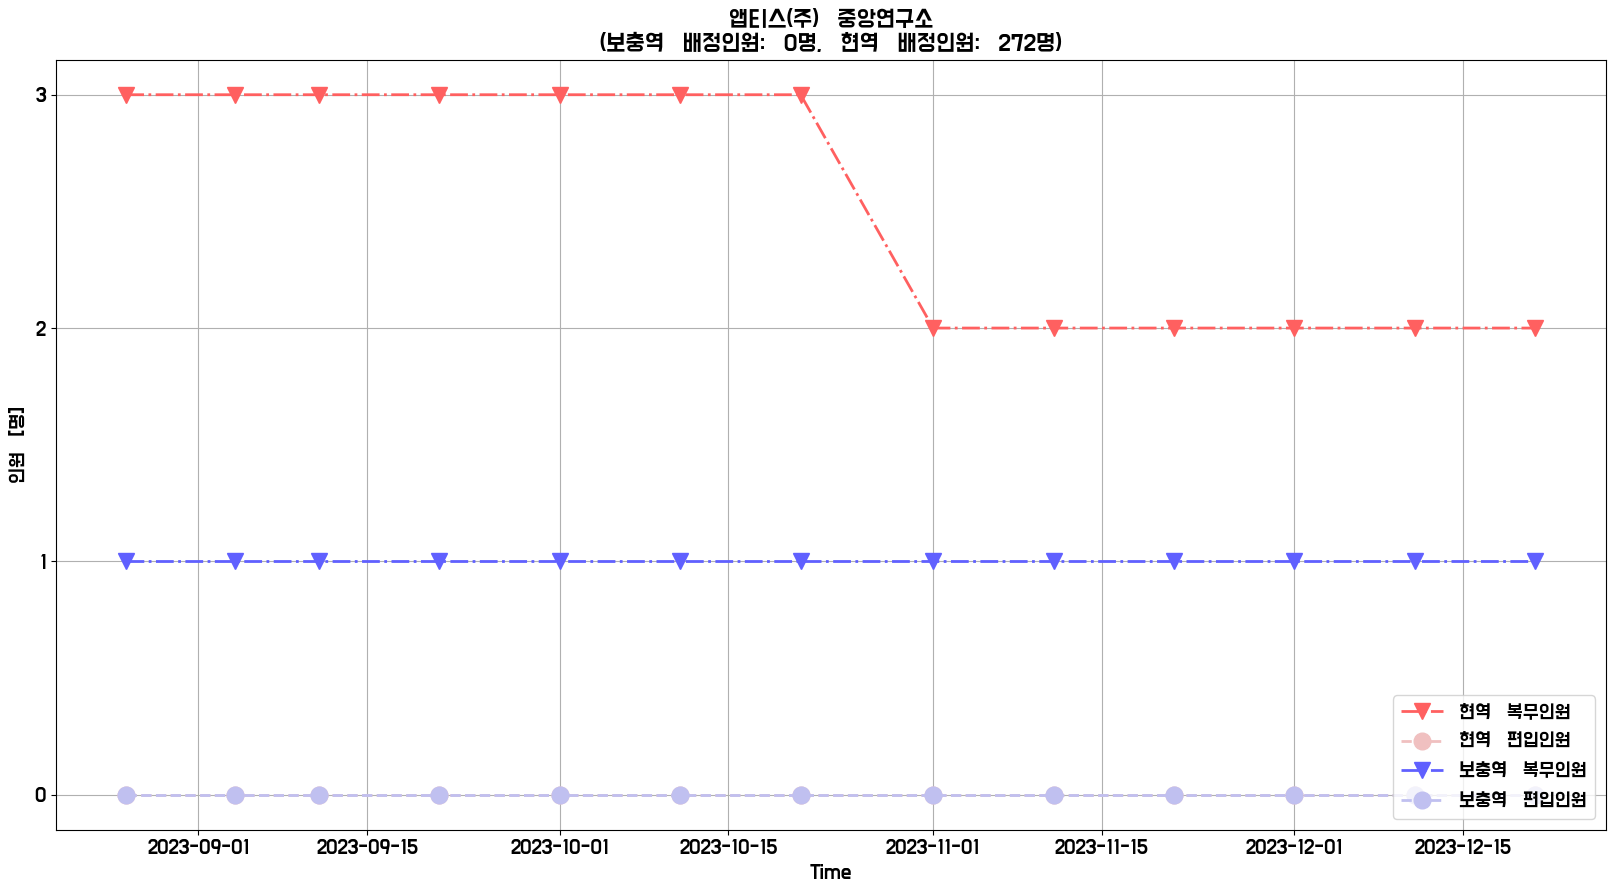 앱티스(주) 중앙연구소
(보충역 배정인원: 0명, 현역 배정인원: 272명)
3
2
1
0
인원 [명]
현역 복무인원
현역 편입인원
보충역 복무인원
보충역 편입인원
2023-09-01 2023-09-15 2023-10-01 2023-10-15 2023-11-01 2023-11-15 2023-12-01 2023-12-15
Time